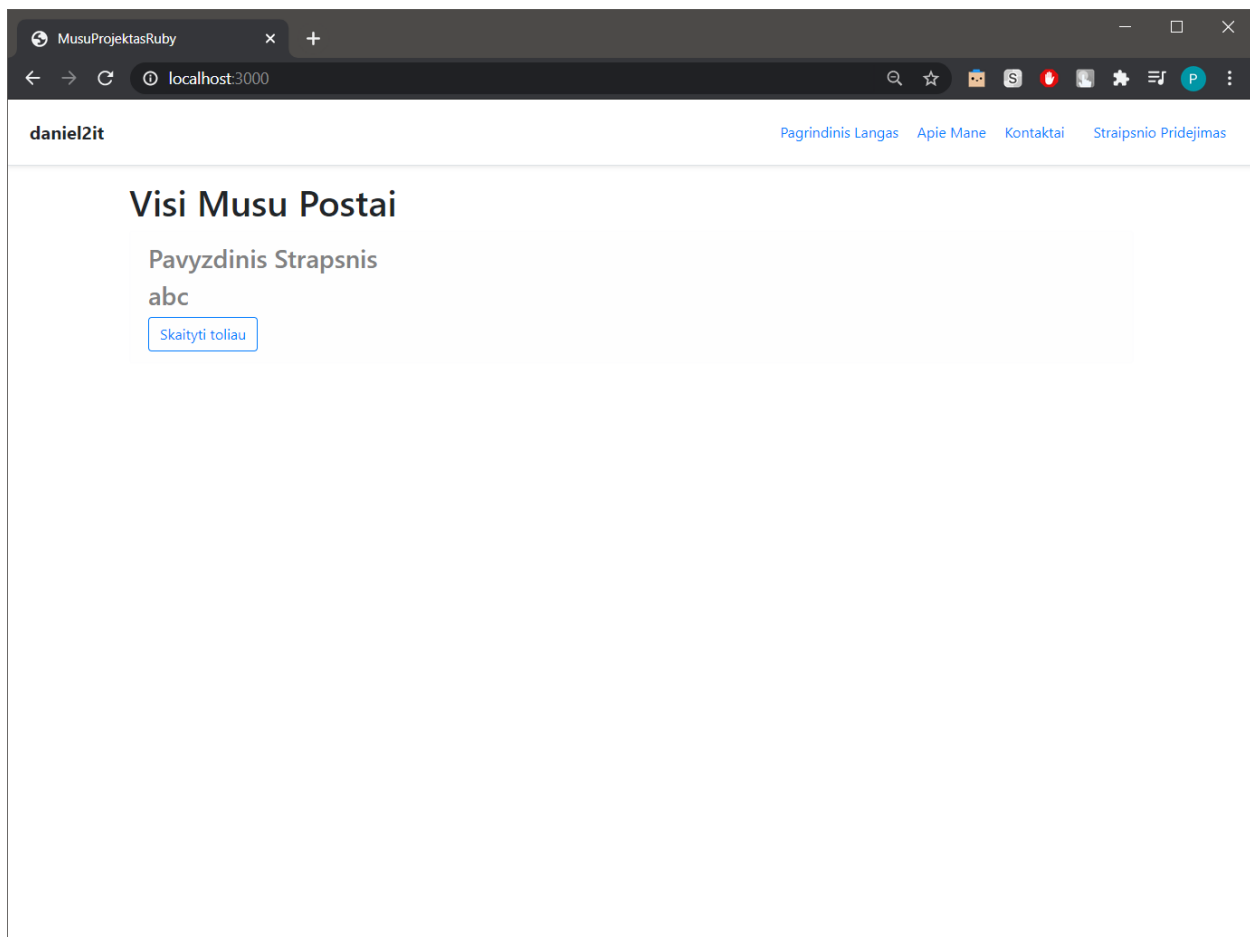 MusuProjektasRuby
localhost:3000
S
P
daniel2it
Pagrindinis Langas Apie Mane Kontaktai Straipsnio Pridejimas
Visi Musu Postai
Pavyzdinis Strapsnis
abc
Skaityti toliau